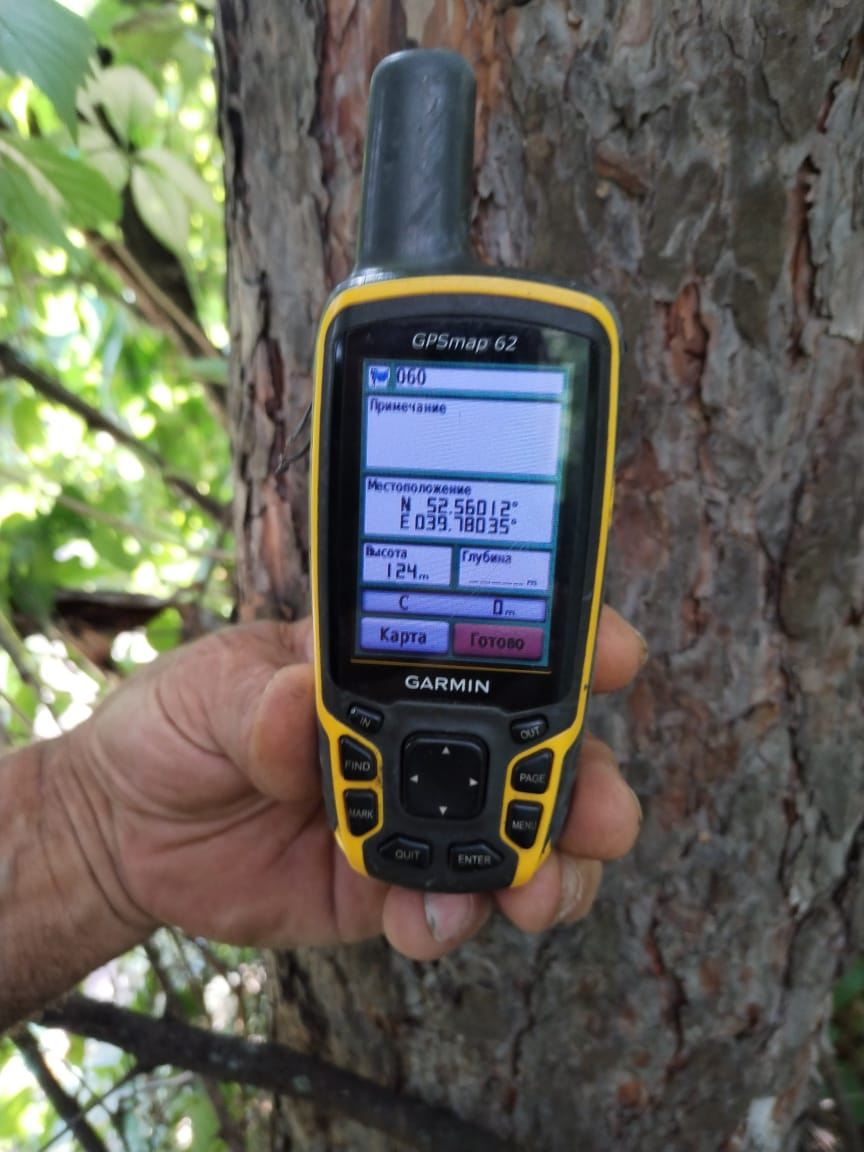 GPSmap 62
060
Примечание
Местоположение
N 52.56012°
E 039.78035°
Высота Глубина
124m _____m
С 0m
Карта Готово
GARMIN
IN OUT
FIND PAGE
MARK MENU
QUIT ENTER